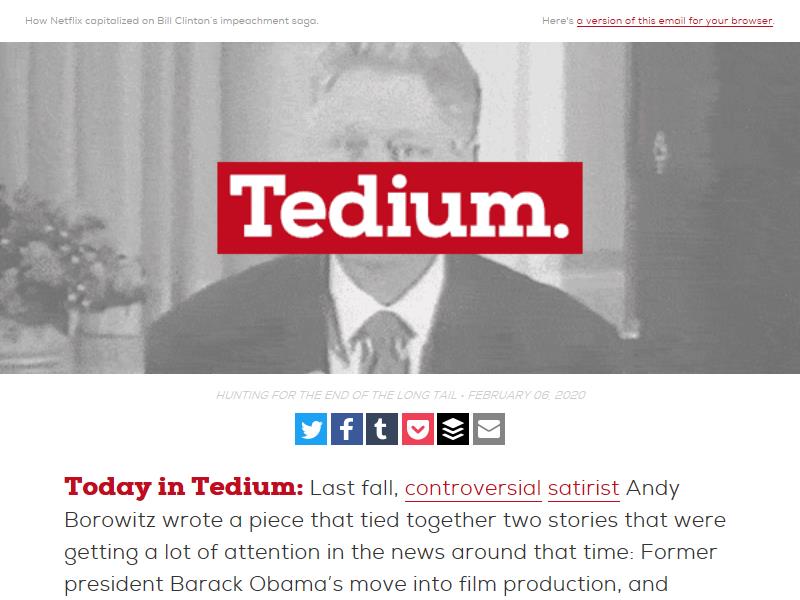 How Netflix capitalized on Bill Clinton's impeachment saga.
Here's a version of this email for your browser.
Tedium.
HUNTING FOR THE END OF THE LONG TAIL • FEBRUARY 06, 2020
Today in Tedium: Last fall, controversial satirist Andy
Borowitz wrote a piece that tied together two stories that were
getting a lot of attention in the news around that time: Former
president Barack Obama's move into film production, and